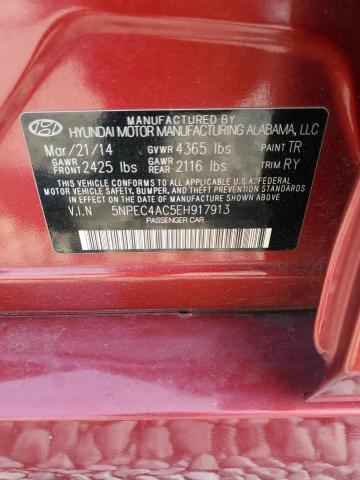 MANUFACTURED BY
HYUNDAI MOTOR MANUFACTURING ALABAMA, LLC
Mar/21/14 GVWR 4365 lbs PAINT TR
GAWR FRONT 2425 lbs GAWR REAR 2116 lbs TRIM RY
THIS VEHICLE CONFORMS TO ALL APPLICABLE U.S.A. FEDERAL
MOTOR VEHICLE SAFETY, BUMPER, AND THEFT PREVENTION
STANDARDS IN EFFECT ON THE DATE OF MANUFACTURE SHOWN ABOVE.
V.I.N 5NPEC4AC5EH917913
PASSENGER CAR